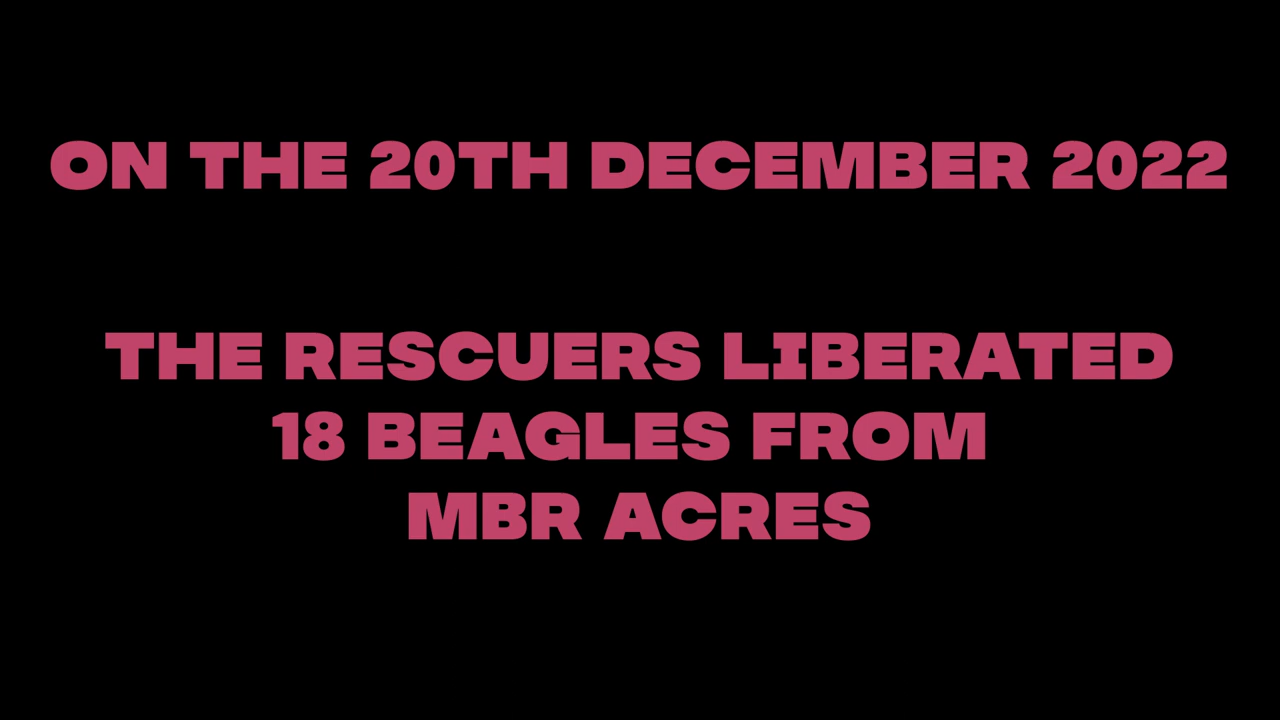 ON THE 20TH DECEMBER 2022
THE RESCUERS LIBERATED
18 BEAGLES FROM
MBR ACRES